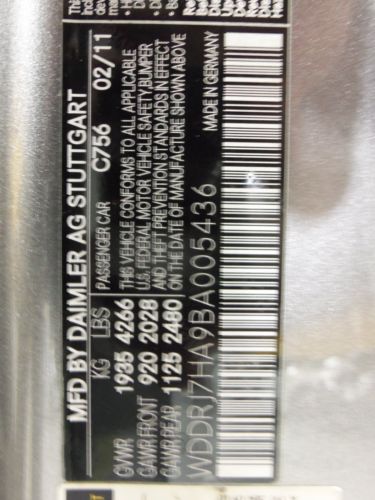 MFD BY DAIMLER AG STUTTGART
KG LBS PASSENGER CAR C756 02/11
GVWR 1935 4266 THIS VEHICLE CONFORMS TO ALL APPLICABLE
GAWR FRONT 920 2028 U.S. FEDERAL MOTOR VEHICLE SAFETY, BUMPER
GAWR REAR 1125 2480 AND THEFT PREVENTION STANDARDS IN EFFECT
ON THE DATE OF MANUFACTURE SHOWN ABOVE
WDDRJ7HA9BA005436 MADE IN GERMANY